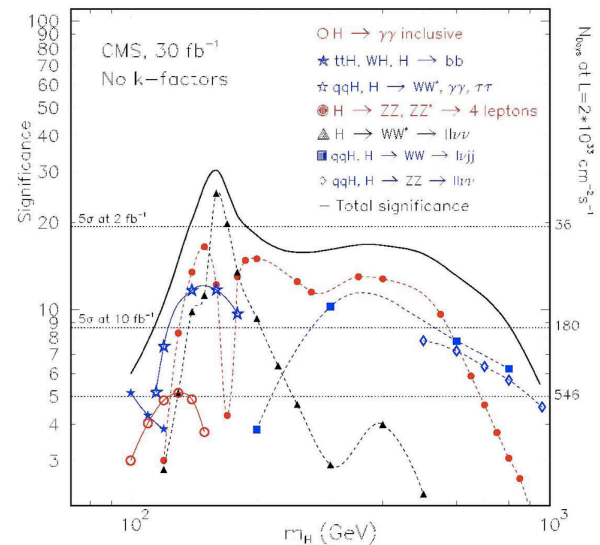 CMS, 30 fb⁻¹
No k-factors
H → γγ inclusive
ttH, WH, H → bb
qqH, H → WW*, γγ, ττ
H → ZZ, ZZ* → 4 leptons
H → WW* → llνν
qqH, H → WW → lνjj
qqH, H → ZZ → llνν
Total significance
Significance
100
90
80
70
60
50
40
30
20
10
9
8
7
6
5
4
3
5σ at 2 fb⁻¹
5σ at 10 fb⁻¹
N_Days at L=2*10³³ cm⁻²s⁻¹
36
180
546
10²
10³
m_H (GeV)